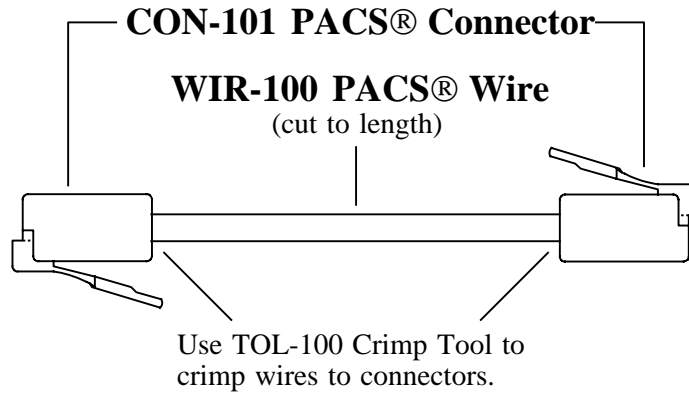 CON-101 PACS® Connector
WIR-100 PACS® Wire
(cut to length)
Use TOL-100 Crimp Tool to
crimp wires to connectors.